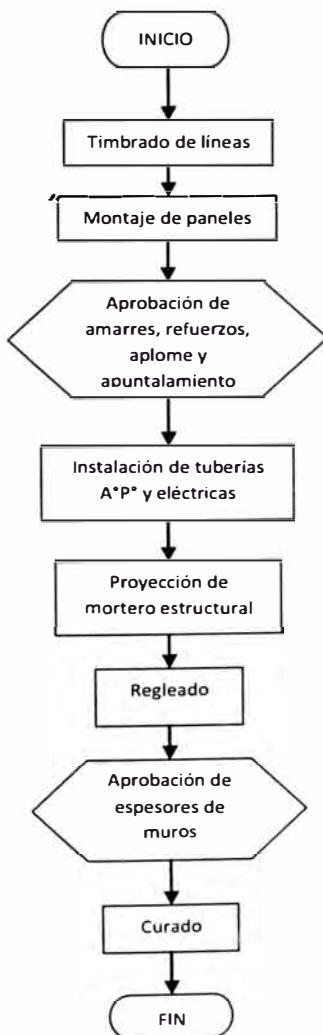 INICIO
Timbrado de líneas
Montaje de paneles
Aprobación de
amarres, refuerzos,
aplome y
apuntalamiento
Instalación de tuberías
A°P° y eléctricas
Proyección de
mortero estructural
Regleado
Aprobación de
espesores de
muros
Curado
FIN